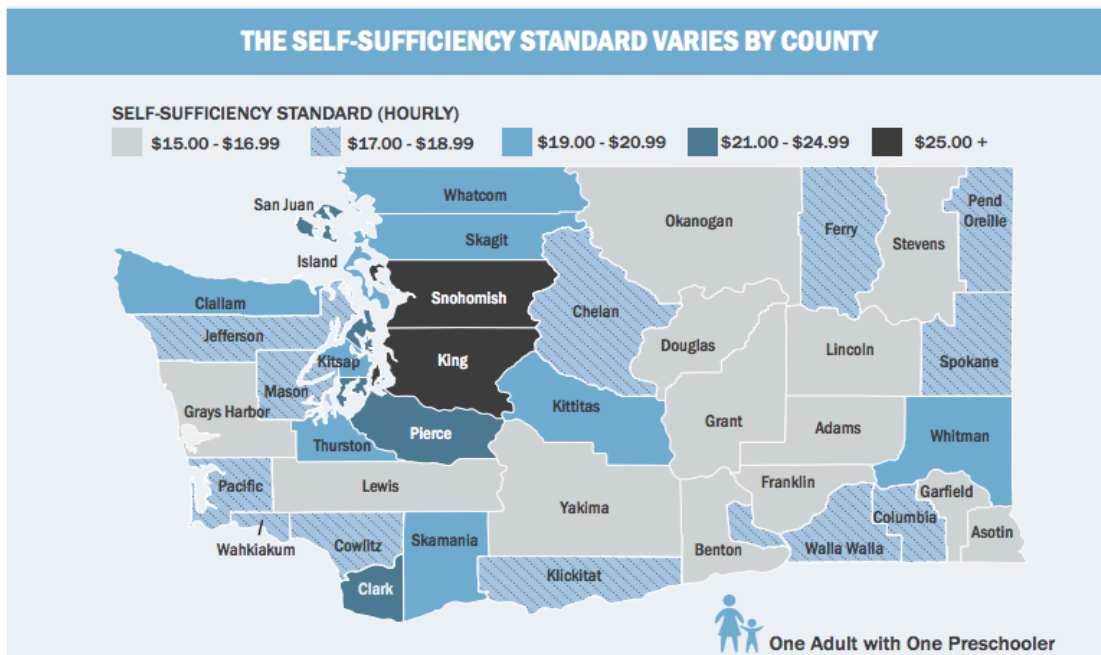 THE SELF-SUFFICIENCY STANDARD VARIES BY COUNTY
SELF-SUFFICIENCY STANDARD (HOURLY)
$15.00 - $16.99 $17.00 - $18.99 $19.00 - $20.99 $21.00 - $24.99 $25.00 +
Whatcom
San Juan
Skagit
Island
Okanogan
Ferry
Stevens
Pend
Oreille
Snohomish
Clallam
Jefferson
Chelan
Kitsap
King
Douglas
Lincoln
Spokane
Mason
Grays Harbor
Kittitas
Grant
Adams
Whitman
Thurston
Pierce
Pacific
Lewis
Yakima
Franklin
Garfield
Columbia
Asotin
Wahkiakum
/
Cowlitz
Skamania
Benton
Walla Walla
Klickitat
Clark
One Adult with One Preschooler